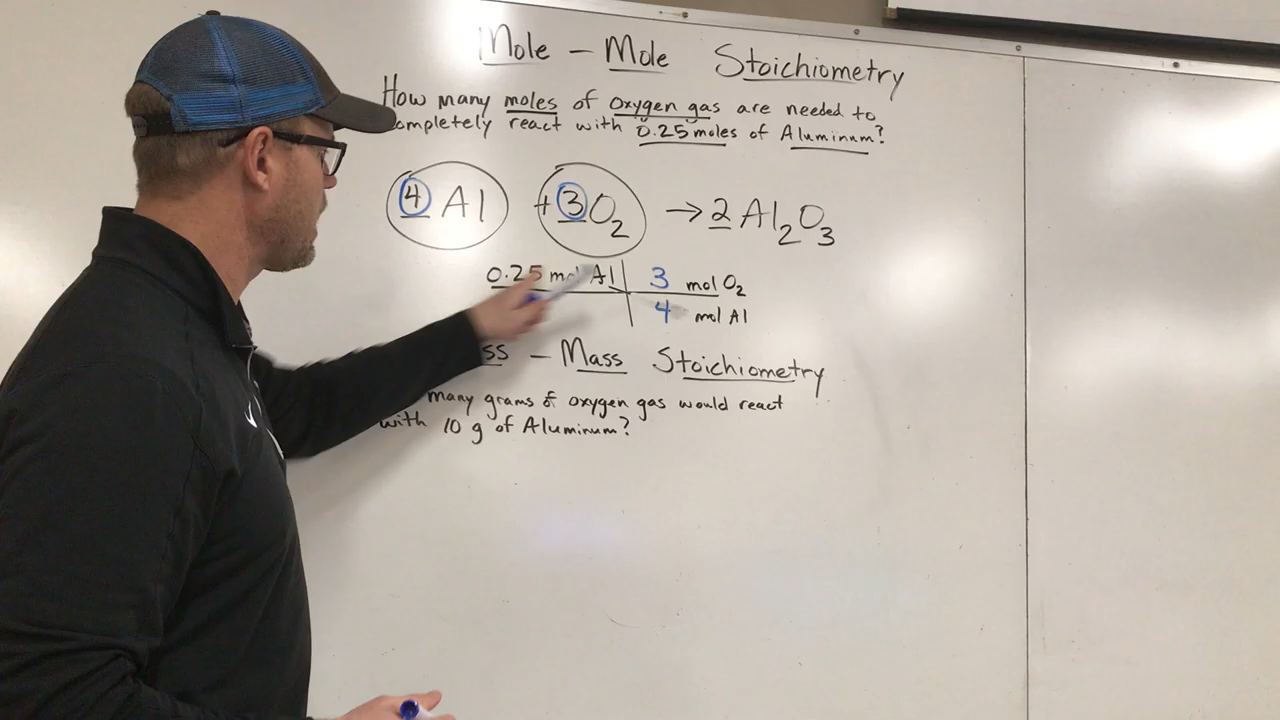 Mole - Mole Stoichiometry
How many moles of oxygen gas are needed to
ompletely react with 0.25 moles of Aluminum?
4 Al + 3 O₂ → 2 Al₂O₃
0.25 mol Al | 3 mol O₂
4 mol Al
ss - Mass Stoichiometry
many grams of oxygen gas would react
with 10 g of Aluminum?